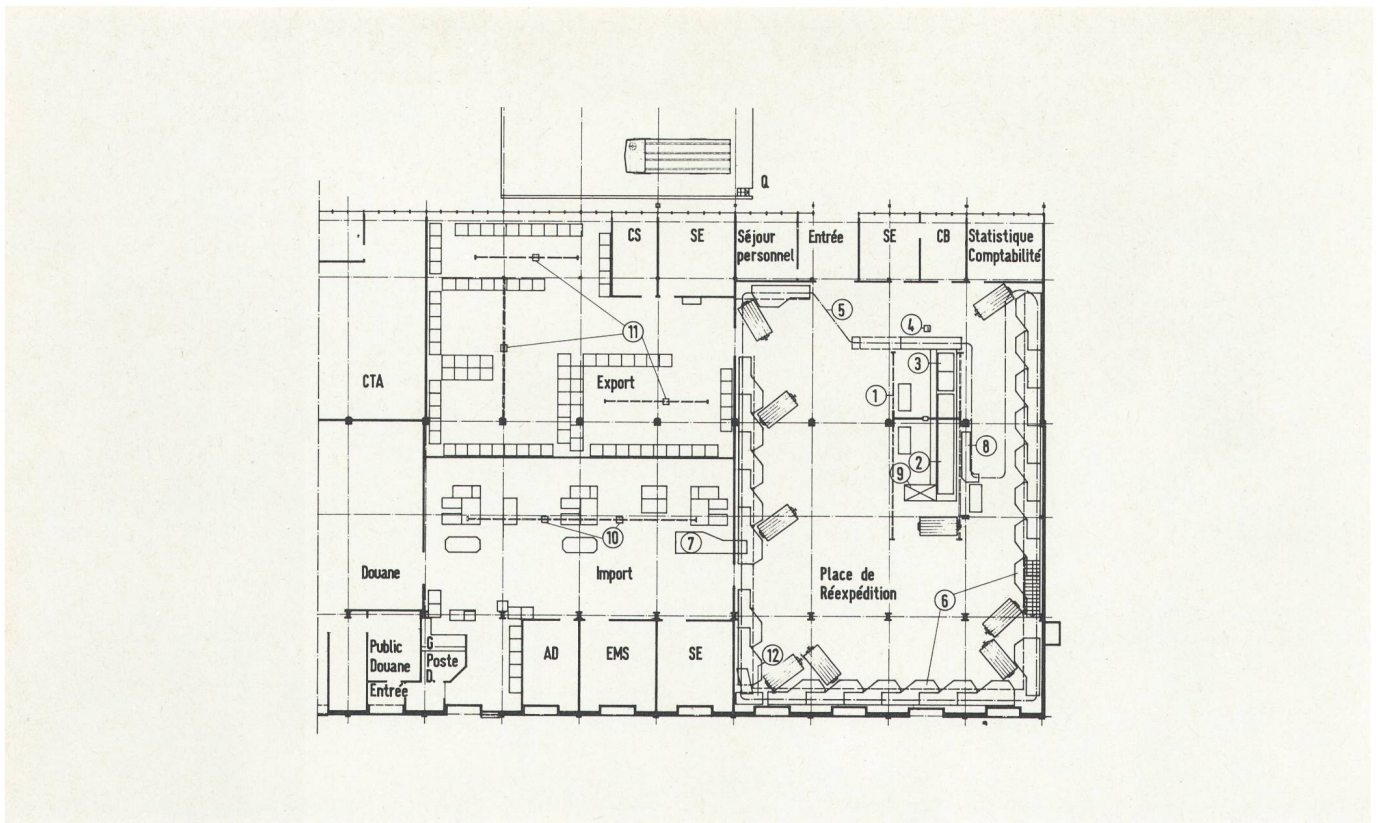 Q
CS
SE
Séjour
personnel
Entrée
SE
CB
Statistique
Comptabilité
5
4
11
3
CTA
Export
1
8
2
9
10
7
Douane
Import
Place de
Réexpédition
6
Public
Douane
Entrée
G
Poste
D.
AD
EMS
SE
12